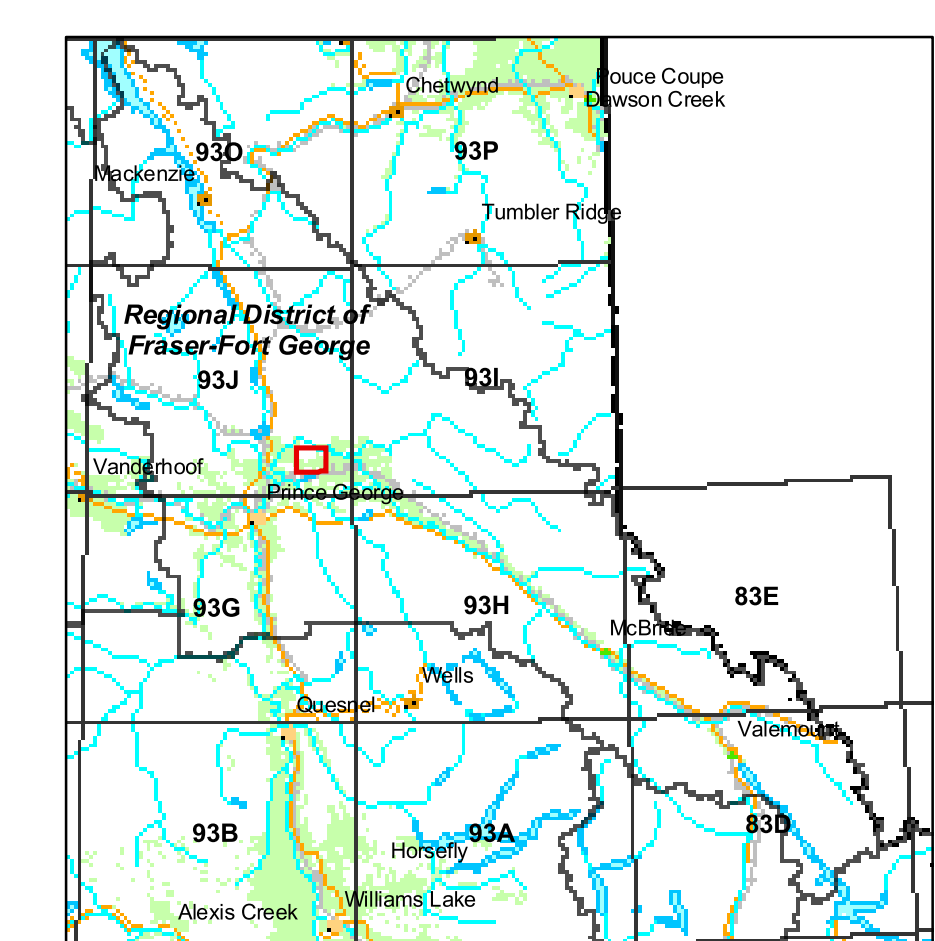 Chetwynd
Pouce Coupe
Dawson Creek
93O
93P
Mackenzie
Tumbler Ridge
Regional District of
Fraser-Fort George
93J
93I
Vanderhoof
Prince George
93G
93H
83E
McBride
Wells
Quesnel
Valemount
93B
93A
83D
Horsefly
Williams Lake
Alexis Creek